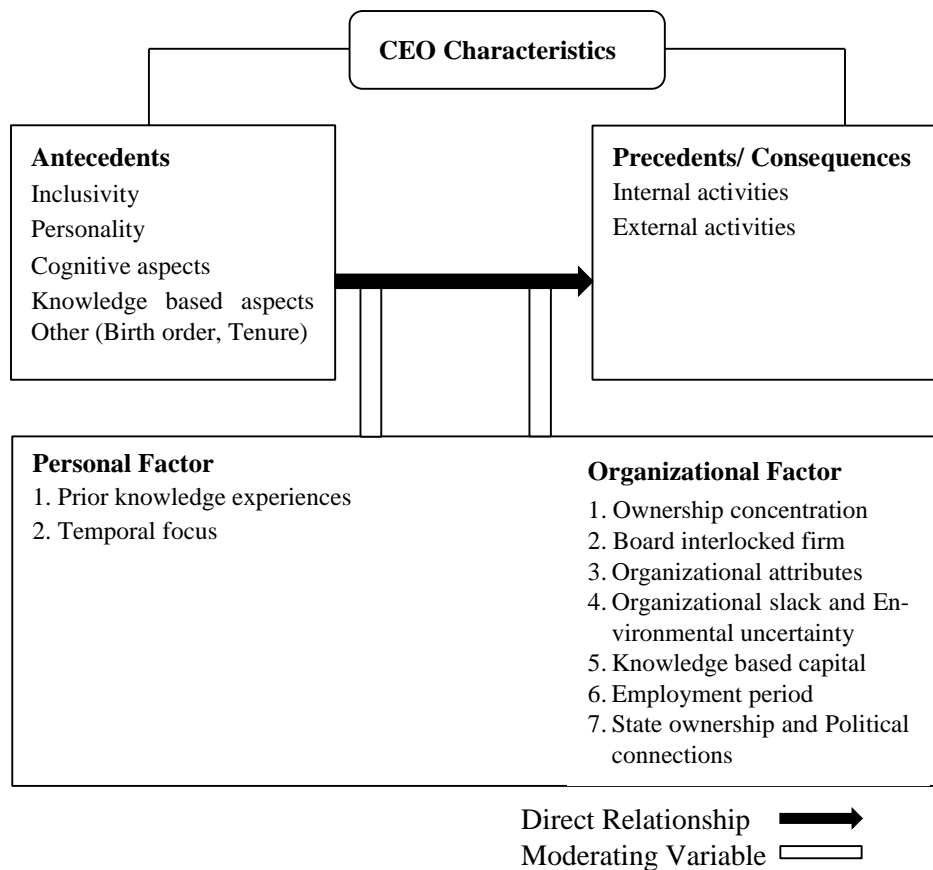 CEO Characteristics
Antecedents
Inclusivity
Personality
Cognitive aspects
Knowledge based aspects
Other (Birth order, Tenure)
Precedents/ Consequences
Internal activities
External activities
Personal Factor
1. Prior knowledge experiences
2. Temporal focus
Organizational Factor
1. Ownership concentration
2. Board interlocked firm
3. Organizational attributes
4. Organizational slack and En-
vironmental uncertainty
5. Knowledge based capital
6. Employment period
7. State ownership and Political
connections
Direct Relationship
Moderating Variable